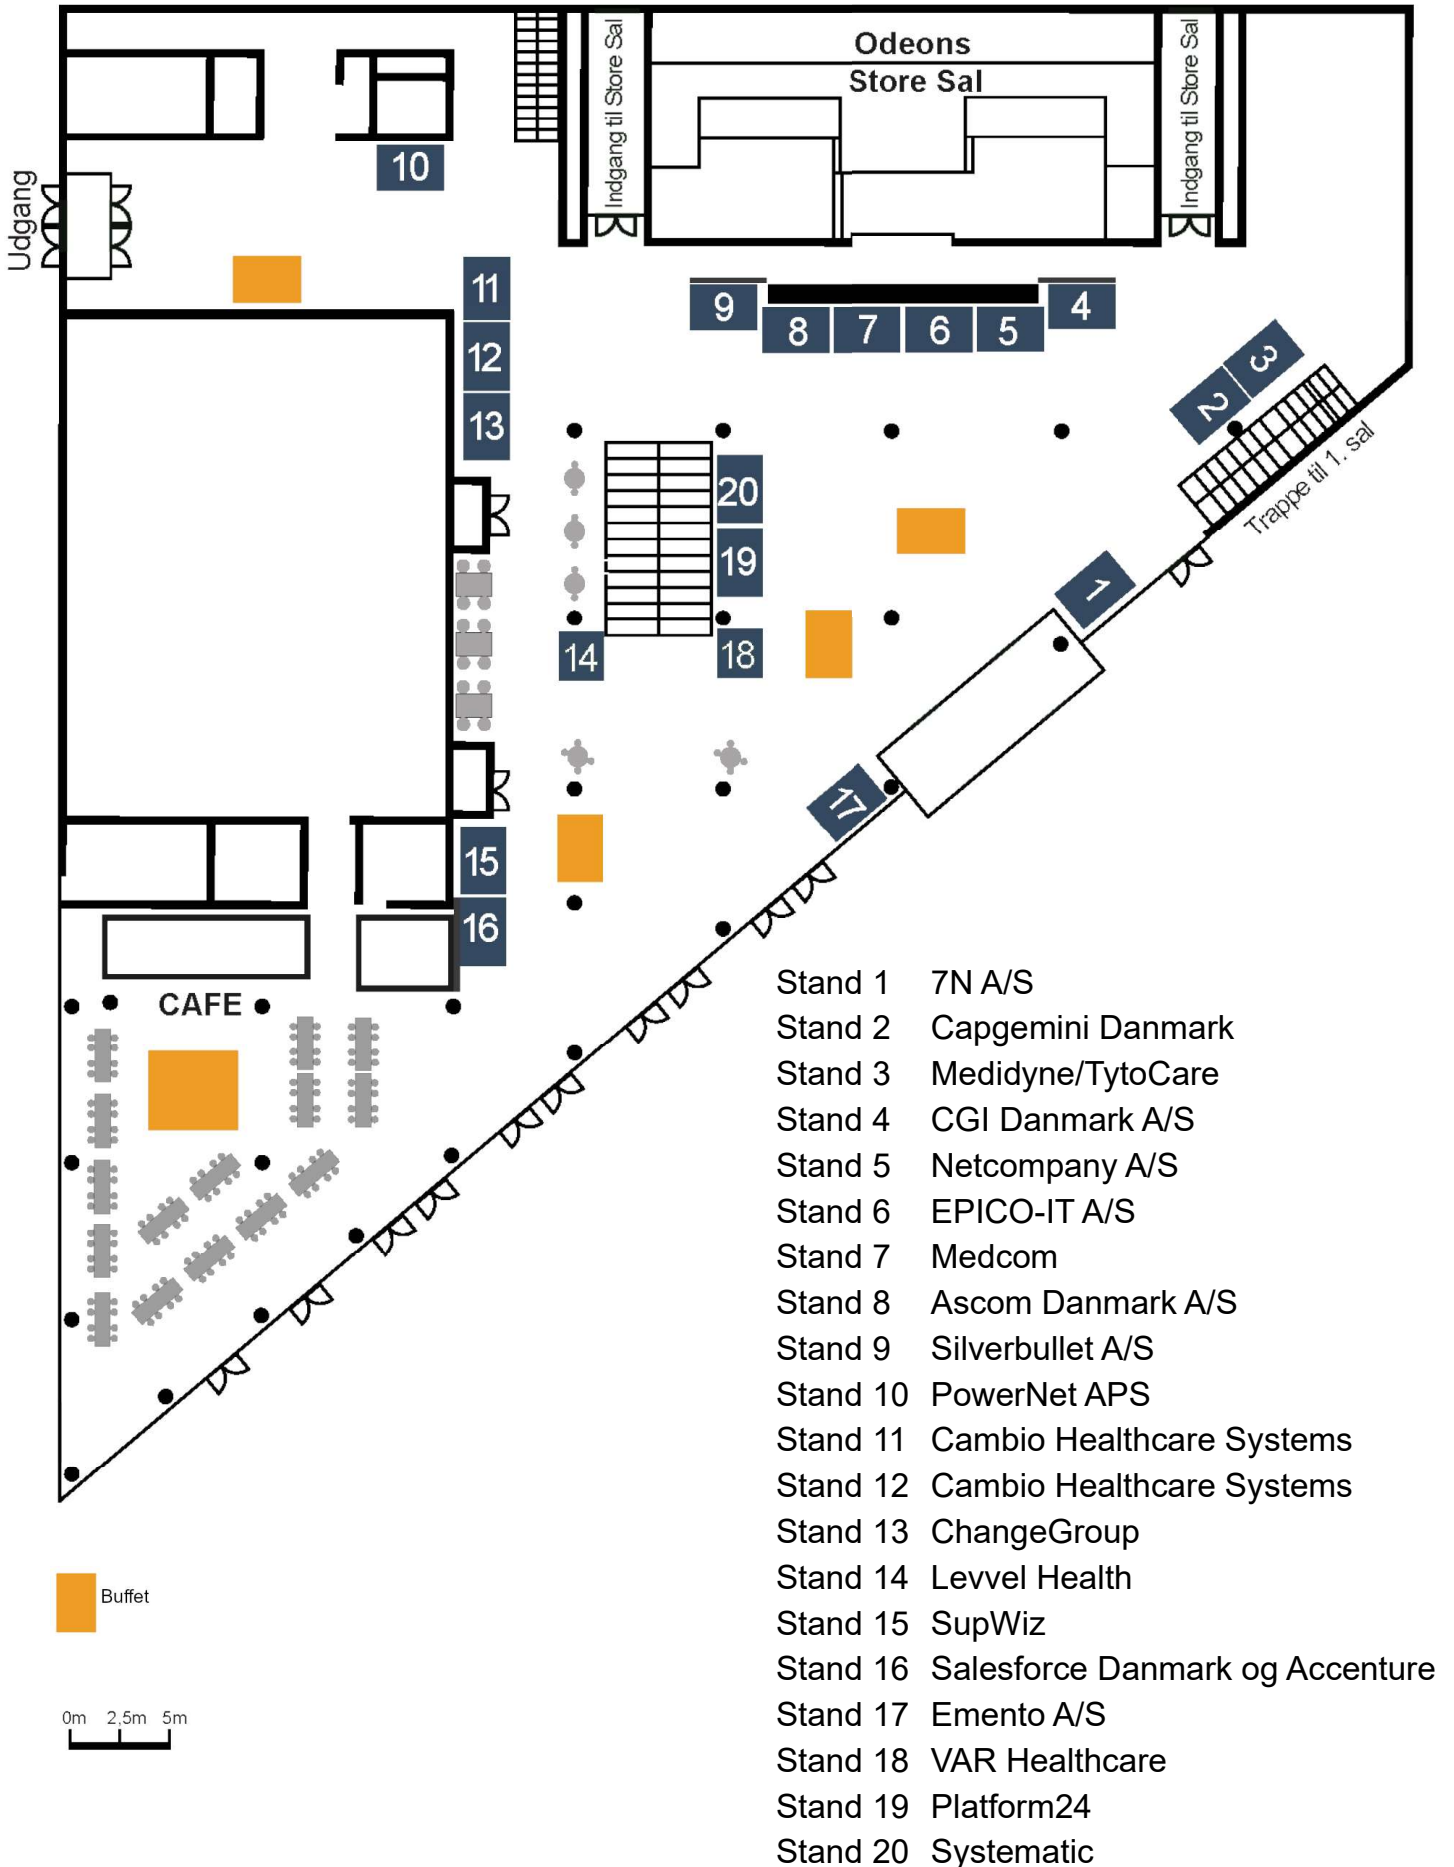 Odeons
Store Sal
Indgang til Store Sal
Indgang til Store Sal
Udgang
10
11
12
13
9
8
7
6
5
4
3
2
Trappe til 1. sal
20
19
18
14
1
17
15
16
CAFE
Stand 1 7N A/S
Stand 2 Capgemini Danmark
Stand 3 Medidyne/TytoCare
Stand 4 CGI Danmark A/S
Stand 5 Netcompany A/S
Stand 6 EPICO-IT A/S
Stand 7 Medcom
Stand 8 Ascom Danmark A/S
Stand 9 Silverbullet A/S
Stand 10 PowerNet APS
Stand 11 Cambio Healthcare Systems
Stand 12 Cambio Healthcare Systems
Stand 13 ChangeGroup
Stand 14 Levvel Health
Stand 15 SupWiz
Stand 16 Salesforce Danmark og Accenture
Stand 17 Emento A/S
Stand 18 VAR Healthcare
Stand 19 Platform24
Stand 20 Systematic
Buffet
0m 2,5m 5m